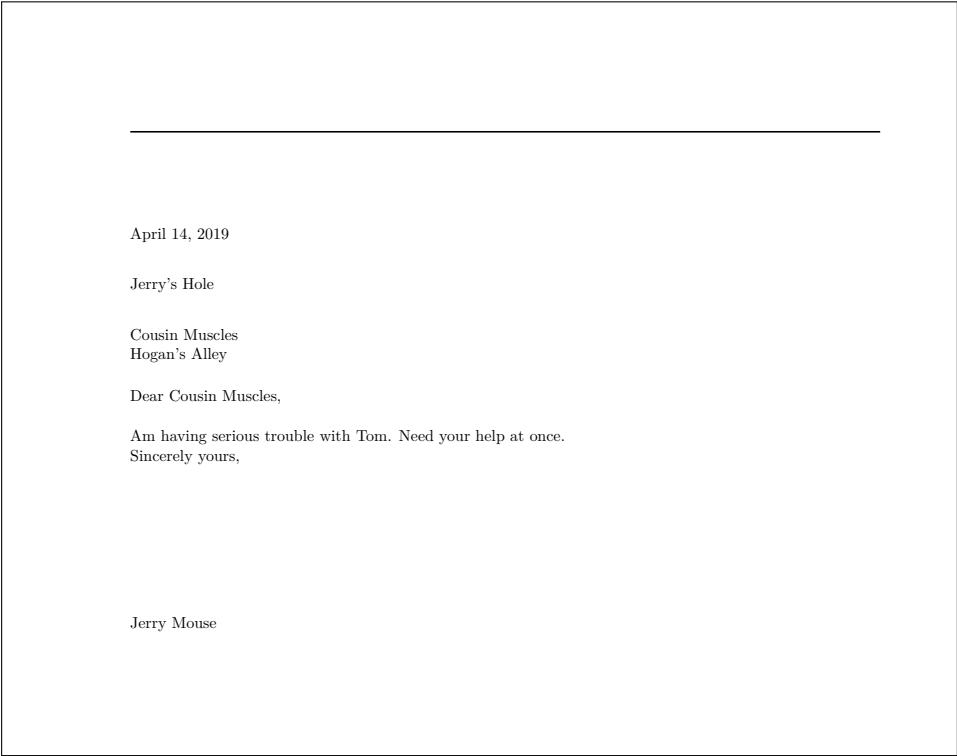 April 14, 2019
Jerry's Hole
Cousin Muscles
Hogan's Alley
Dear Cousin Muscles,
Am having serious trouble with Tom. Need your help at once.
Sincerely yours,
Jerry Mouse